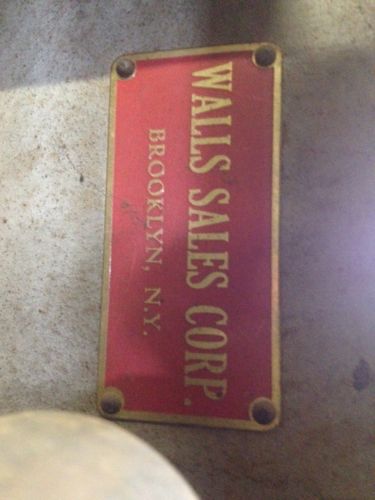 WALLS SALES CORP.
BROOKLYN, N.Y.